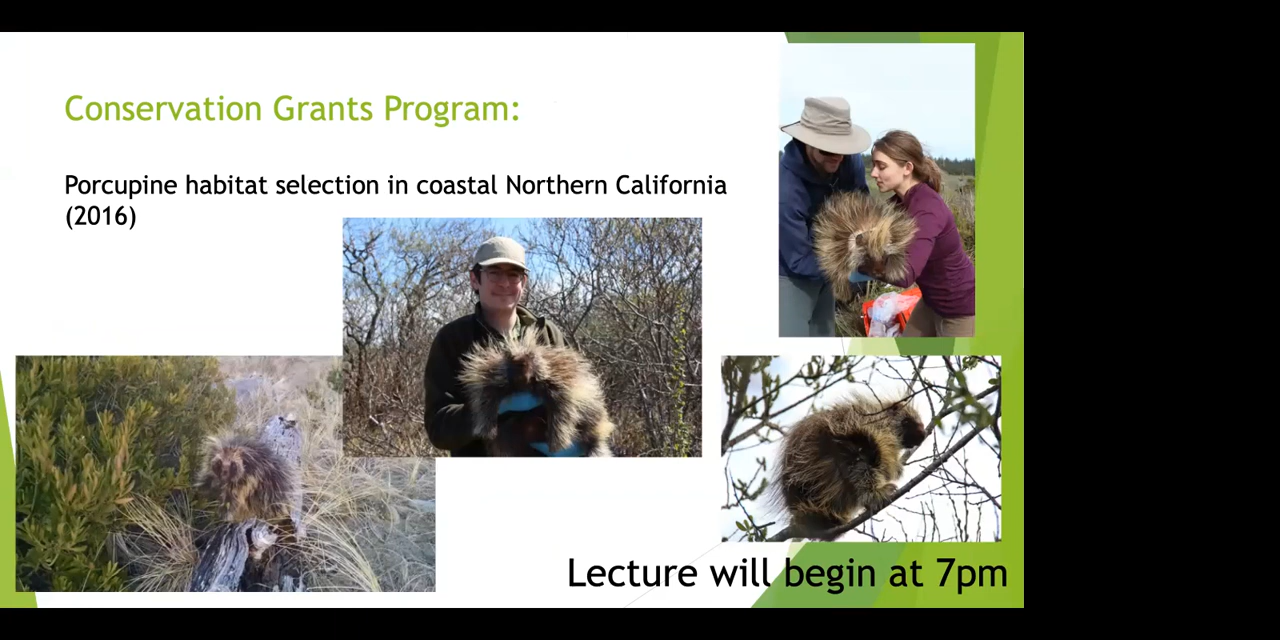 Conservation Grants Program:
Porcupine habitat selection in coastal Northern California
(2016)
Lecture will begin at 7pm